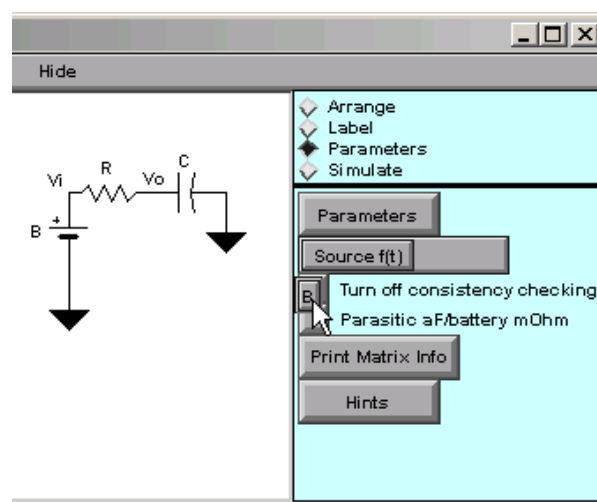 Hide
Arrange
Label
Parameters
Simulate
Vi
R
Vo
C
+
B
Parameters
Source f(t)
B
Turn off consistency checking
Parasitic aF/battery mOhm
Print Matrix Info
Hints